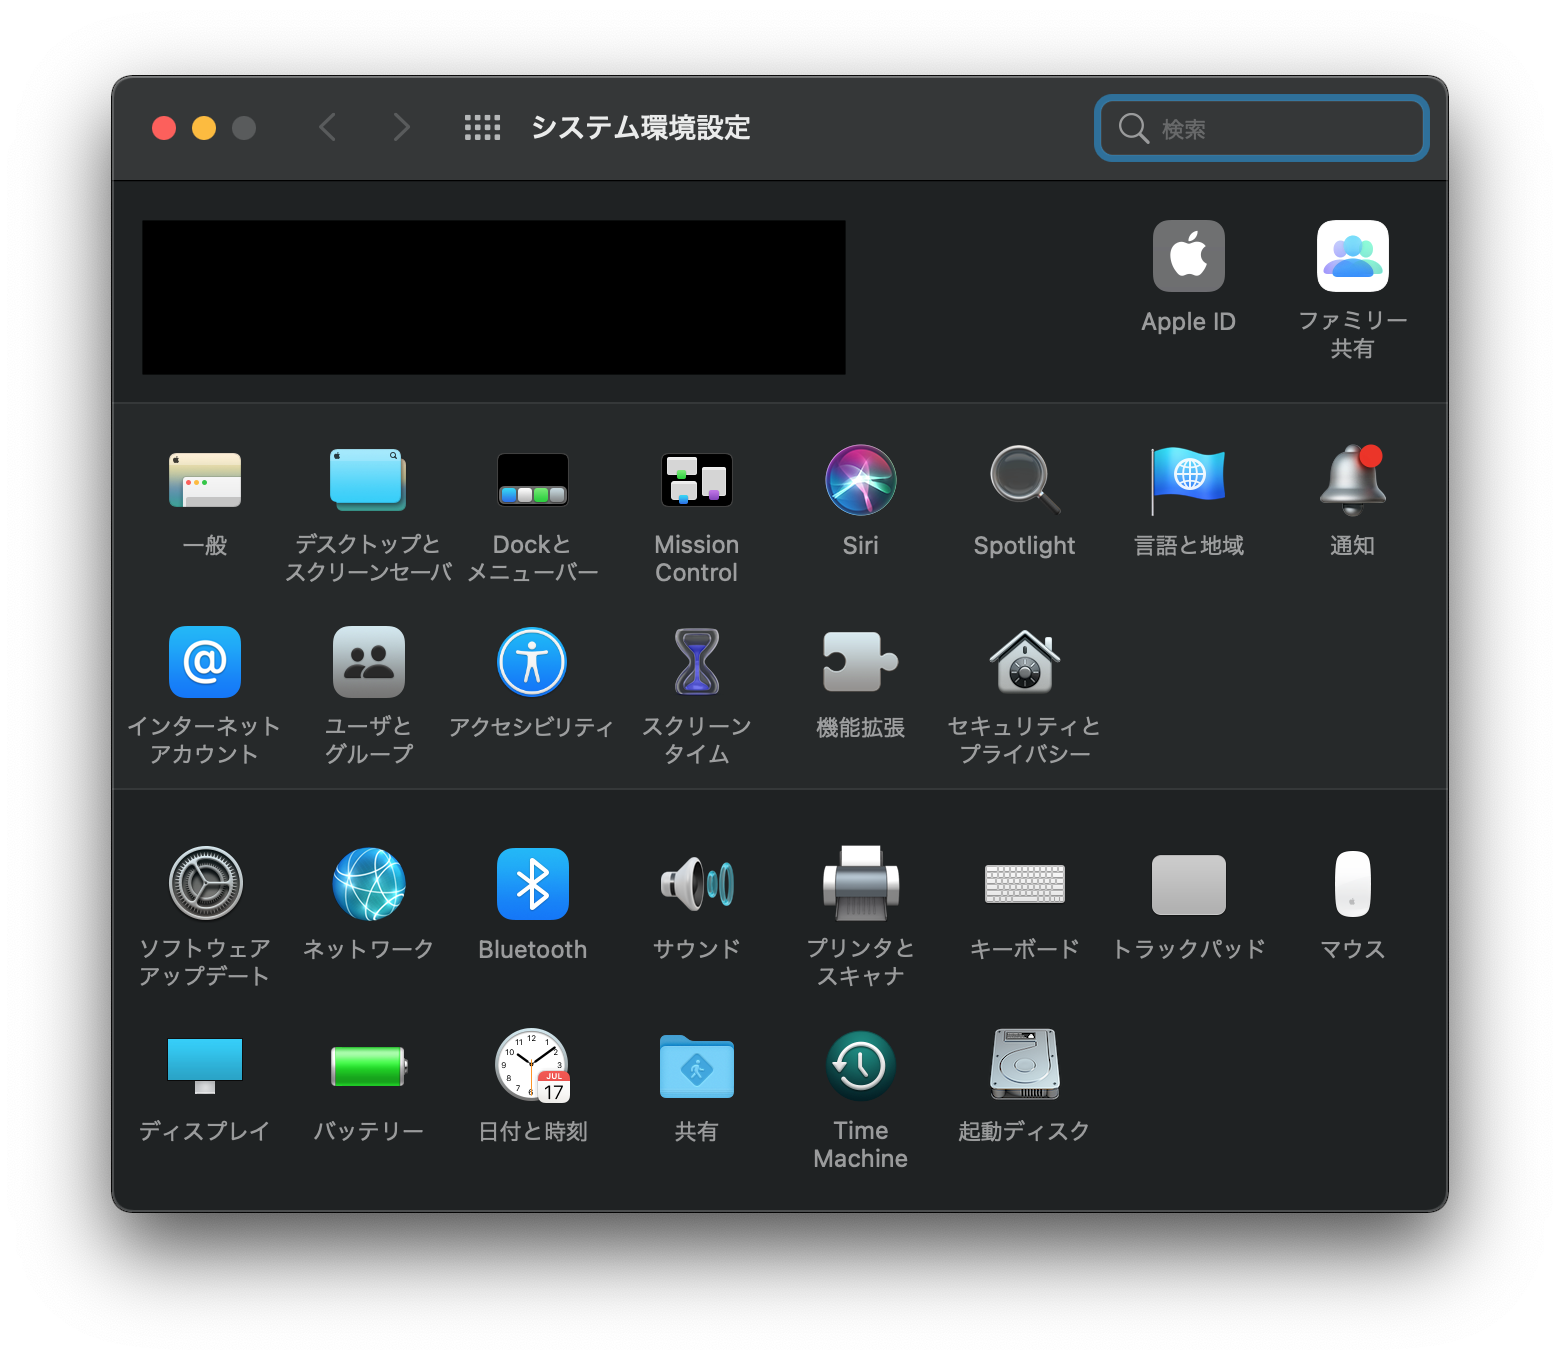 システム環境設定
検索
Apple ID
ファミリー
共有
一般
デスクトップと
スクリーンセーバ
Dockと
メニューバー
Mission
Control
Siri
Spotlight
言語と地域
通知
インターネット
アカウント
ユーザと
グループ
アクセシビリティ
スクリーン
タイム
機能拡張
セキュリティと
プライバシー
ソフトウェア
アップデート
ネットワーク
Bluetooth
サウンド
プリンタと
スキャナ
キーボード
トラックパッド
マウス
ディスプレイ
バッテリー
JUL
17
日付と時刻
共有
Time
Machine
起動ディスク